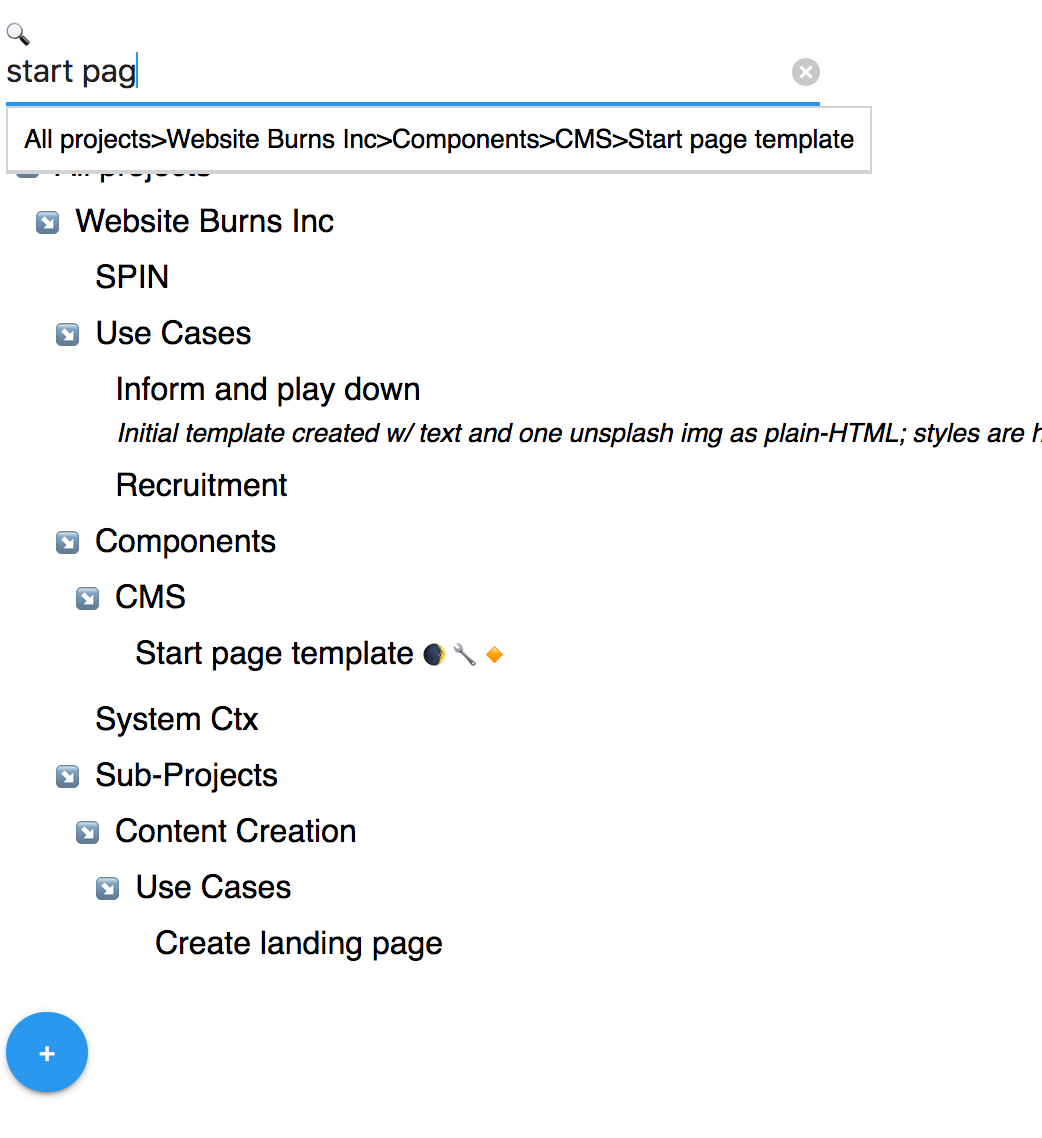 start pag
All projects>Website Burns Inc>Components>CMS>Start page template
All projects
Website Burns Inc
SPIN
Use Cases
Inform and play down
Initial template created w/ text and one unsplash img as plain-HTML; styles are
Recruitment
Components
CMS
Start page template
System Ctx
Sub-Projects
Content Creation
Use Cases
Create landing page
+